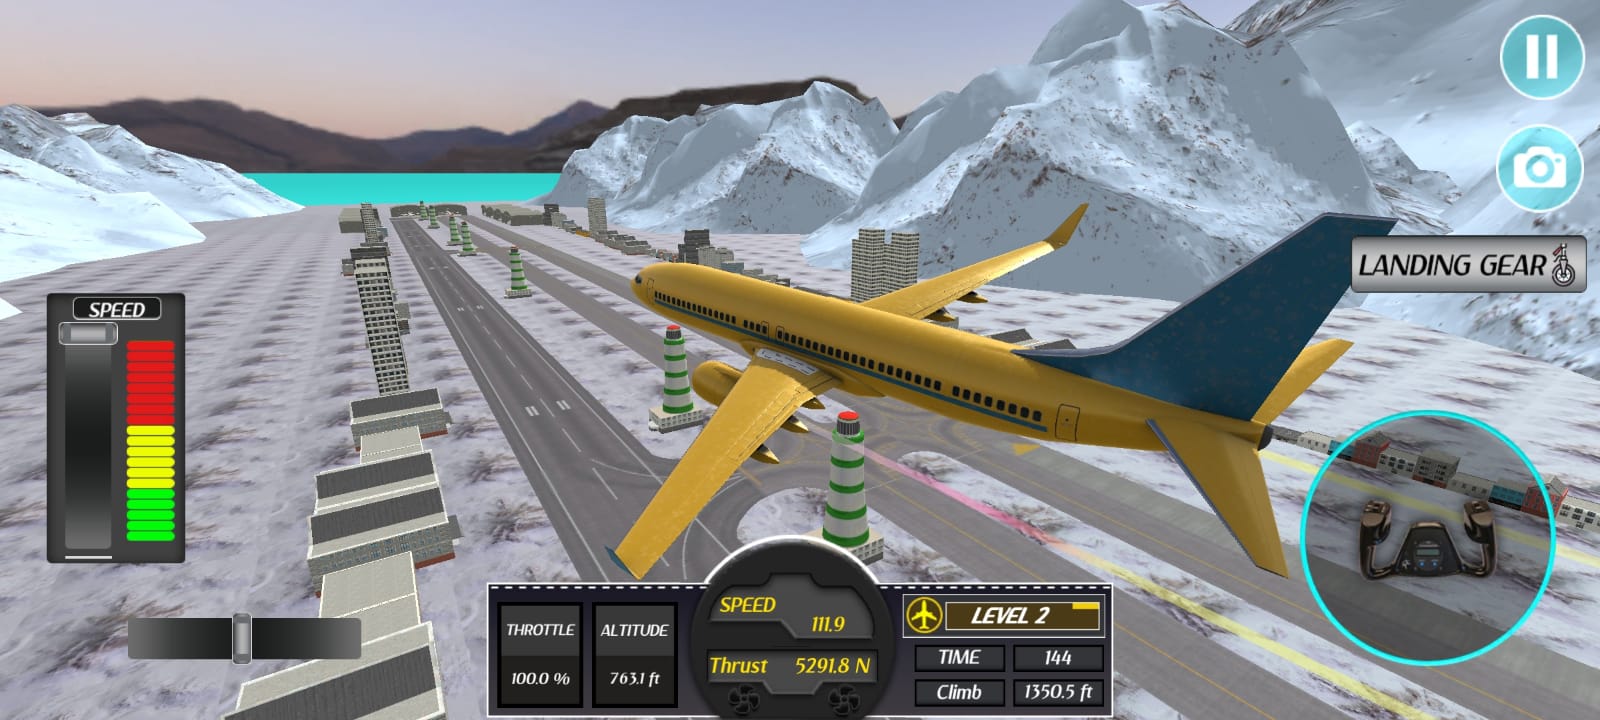 LANDING GEAR
SPEED
THROTTLE
100.0 %
ALTITUDE
763.1 ft
SPEED
111.9
Thrust 5291.8 N
LEVEL 2
TIME 144
Climb 1350.5 ft